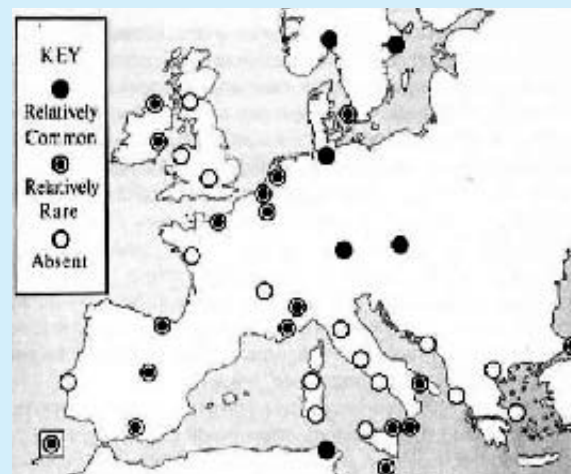 KEY
Relatively
Common
Relatively
Rare
Absent